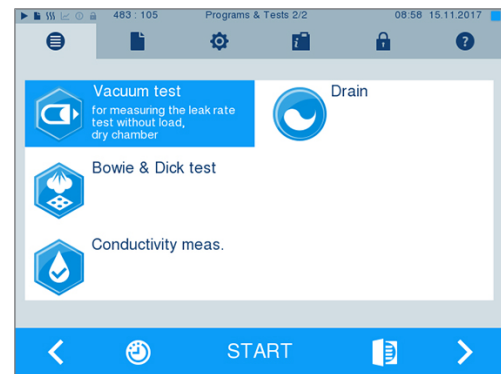 483 : 105 Programs & Tests 2/2 08:58 15.11.2017
Vacuum test
for measuring the leak rate
test without load,
dry chamber
Drain
Bowie & Dick test
Conductivity meas.
START